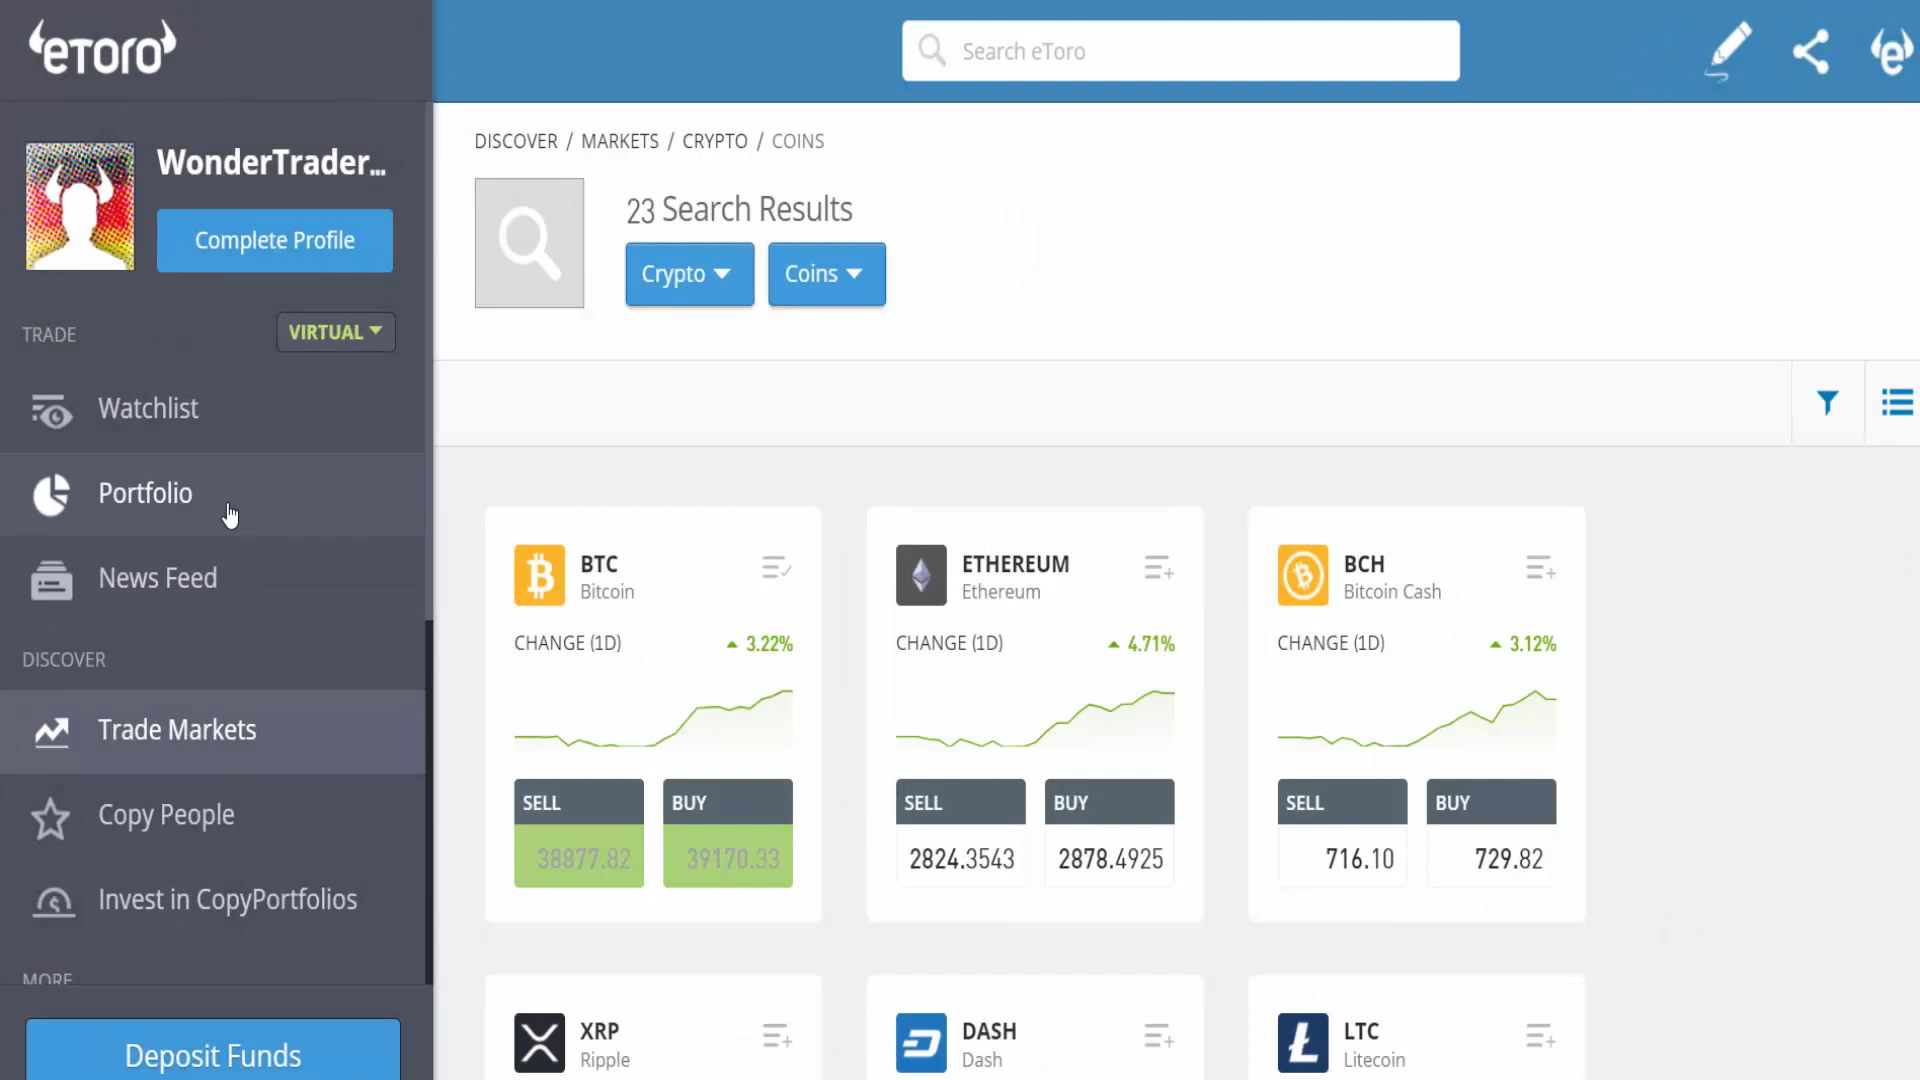 eToro
Search eToro
WonderTrader...
Complete Profile
TRADE
VIRTUAL
Watchlist
Portfolio
News Feed
DISCOVER
Trade Markets
Copy People
Invest in CopyPortfolios
MORE
Deposit Funds
DISCOVER / MARKETS / CRYPTO / COINS
23 Search Results
Crypto Coins
BTC
Bitcoin
CHANGE (1D) 3.22%
SELL BUY
38877.82 39170.33
ETHEREUM
Ethereum
CHANGE (1D) 4.71%
SELL BUY
2824.3543 2878.4925
BCH
Bitcoin Cash
CHANGE (1D) 3.12%
SELL BUY
716.10 729.82
XRP
Ripple
DASH
Dash
LTC
Litecoin